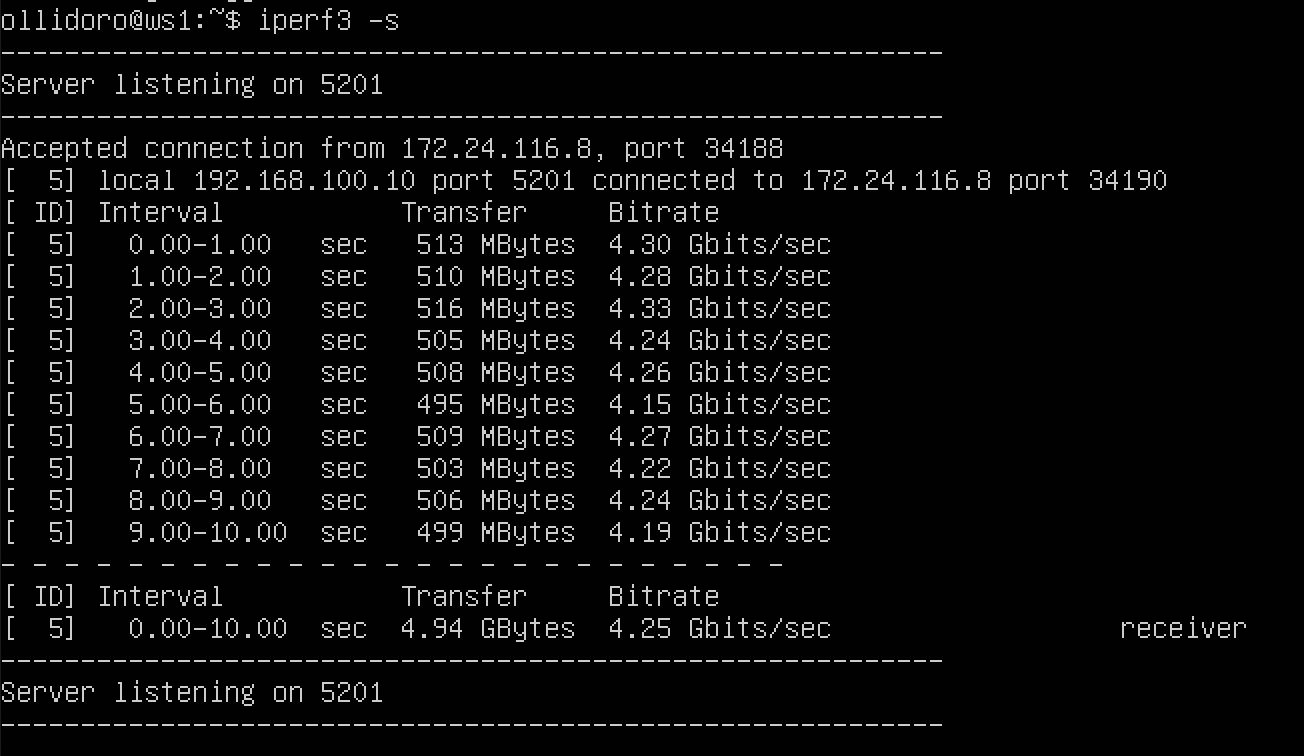 ollidoro@ws1:~$ iperf3 -s
-----------------------------------------------------------
Server listening on 5201
-----------------------------------------------------------
Accepted connection from 172.24.116.8, port 34188
[  5] local 192.168.100.10 port 5201 connected to 172.24.116.8 port 34190
[ ID] Interval           Transfer     Bitrate
[  5]   0.00-1.00   sec   513 MBytes  4.30 Gbits/sec
[  5]   1.00-2.00   sec   510 MBytes  4.28 Gbits/sec
[  5]   2.00-3.00   sec   516 MBytes  4.33 Gbits/sec
[  5]   3.00-4.00   sec   505 MBytes  4.24 Gbits/sec
[  5]   4.00-5.00   sec   508 MBytes  4.26 Gbits/sec
[  5]   5.00-6.00   sec   495 MBytes  4.15 Gbits/sec
[  5]   6.00-7.00   sec   509 MBytes  4.27 Gbits/sec
[  5]   7.00-8.00   sec   503 MBytes  4.22 Gbits/sec
[  5]   8.00-9.00   sec   506 MBytes  4.24 Gbits/sec
[  5]   9.00-10.00  sec   499 MBytes  4.19 Gbits/sec
- - - - - - - - - - - - - - - - - - - - - - - - -
[ ID] Interval           Transfer     Bitrate
[  5]   0.00-10.00  sec  4.94 GBytes  4.25 Gbits/sec                  receiver
-----------------------------------------------------------
Server listening on 5201
-----------------------------------------------------------